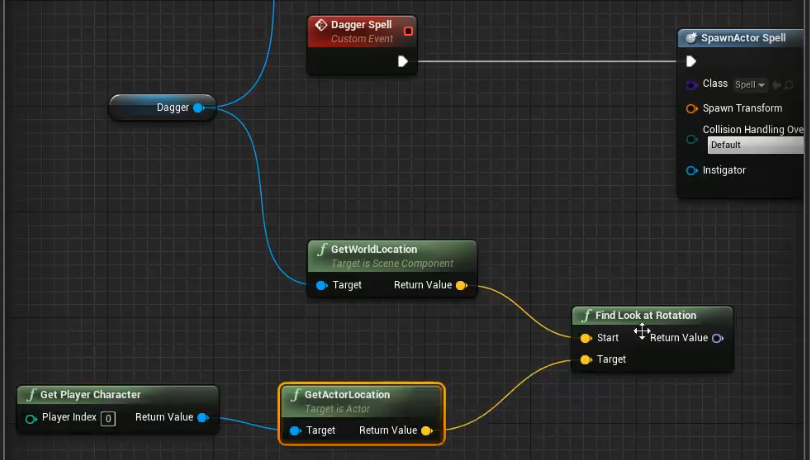 Dagger Spell
Custom Event
SpawnActor Spell
Class Spell
Dagger
Spawn Transform
Collision Handling Ove
Default
Instigator
f GetWorldLocation
Target is Scene Component
Target Return Value
f Find Look at Rotation
Start Return Value
Target
f Get Player Character
Player Index 0 Return Value
f GetActorLocation
Target is Actor
Target Return Value